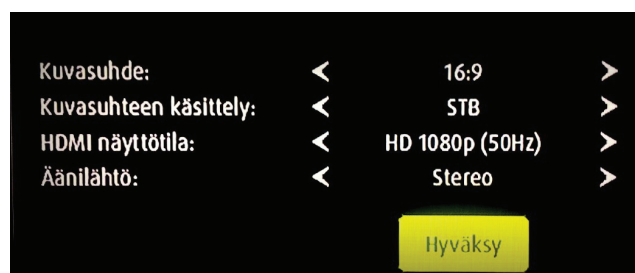 Kuvasuhde: < 16:9 >
Kuvasuhteen käsittely: < STB >
HDMI näyttötila: < HD 1080p (50Hz) >
Äänilähtö: < Stereo >
Hyväksy